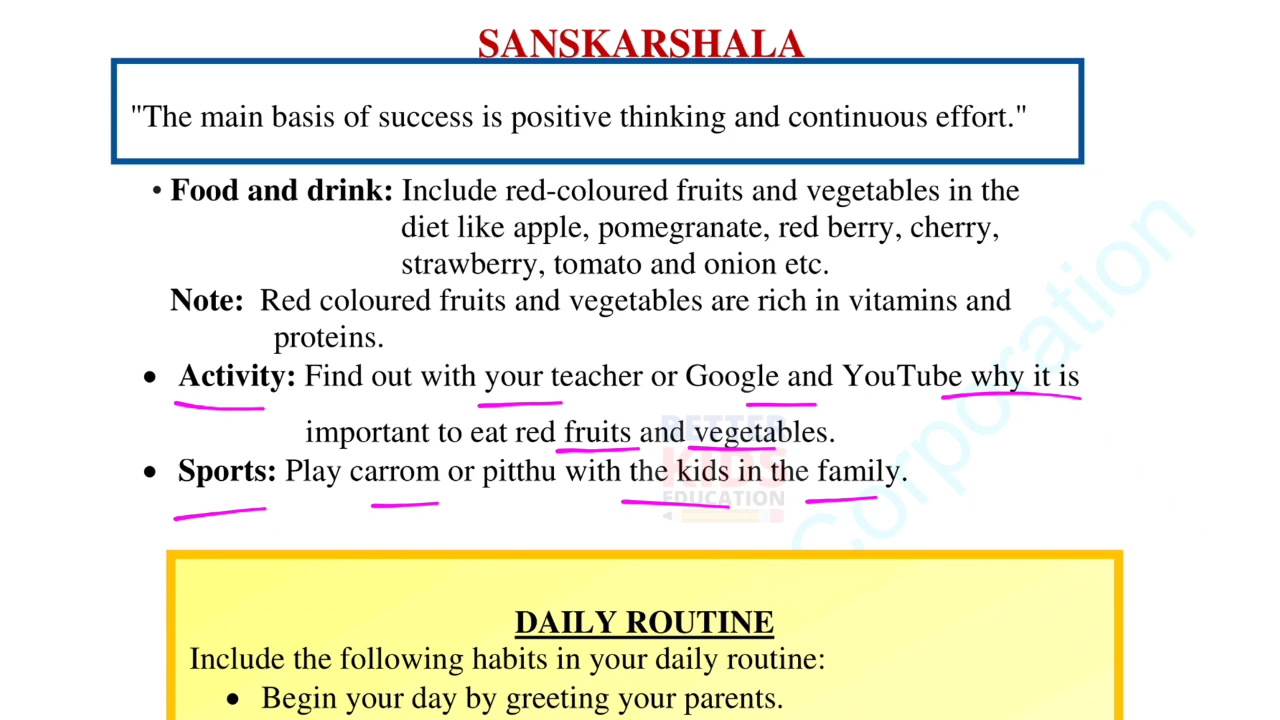 SANSKARSHALA
"The main basis of success is positive thinking and continuous effort."
• Food and drink: Include red-coloured fruits and vegetables in the
diet like apple, pomegranate, red berry, cherry,
strawberry, tomato and onion etc.
Note: Red coloured fruits and vegetables are rich in vitamins and
proteins.
• Activity: Find out with your teacher or Google and YouTube why it is
important to eat red fruits and vegetables.
• Sports: Play carrom or pitthu with the kids in the family.
BETTER
KIDS
EDUCATION
Corporation
DAILY ROUTINE
Include the following habits in your daily routine:
• Begin your day by greeting your parents.